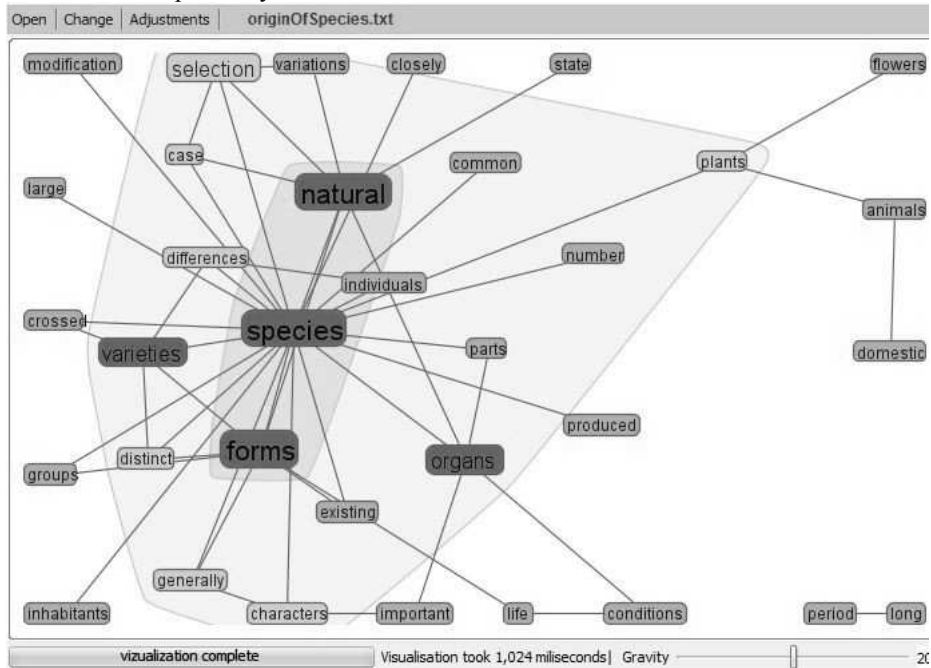 Open Change Adjustments originOfSpecies.txt
modification selection variations closely state flowers
case common plants
large natural animals
differences individuals number
crossed species
varieties parts domestic
forms produced
groups distinct organs
existing
generally
inhabitants characters important life conditions period long
vizualization complete Visualisation took 1,024 miliseconds| Gravity 20